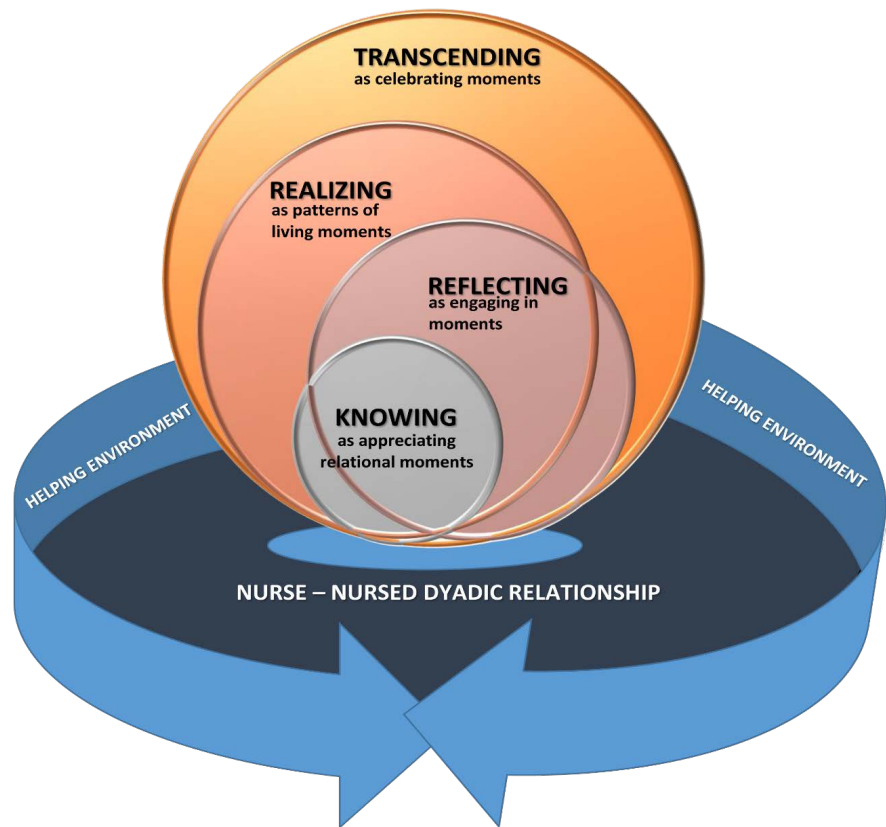 TRANSCENDING
as celebrating moments
REALIZING
as patterns of
living moments
REFLECTING
as engaging in
moments
KNOWING
as appreciating
relational moments
HELPING ENVIRONMENT
HELPING ENVIRONMENT
NURSE – NURSED DYADIC RELATIONSHIP